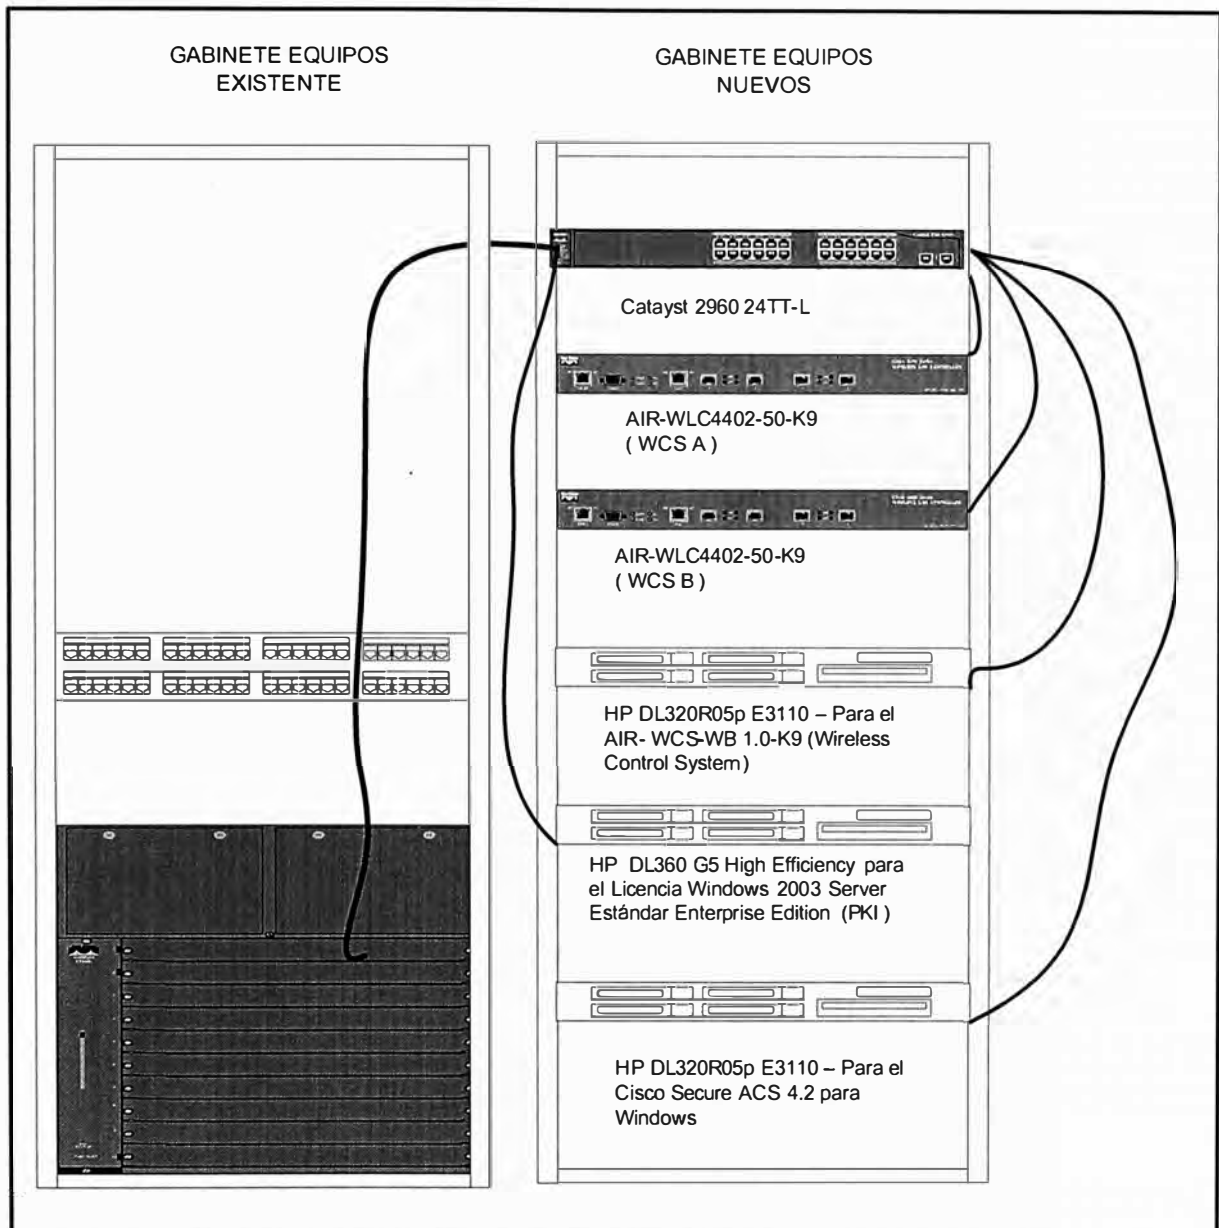 GABINETE EQUIPOS
EXISTENTE
GABINETE EQUIPOS
NUEVOS
Catayst 2960 24TT-L
AIR-WLC4402-50-K9
( WCS A )
AIR-WLC4402-50-K9
( WCS B )
HP DL320R05p E3110 – Para el
AIR- WCS-WB 1.0-K9 (Wireless
Control System)
HP DL360 G5 High Efficiency para
el Licencia Windows 2003 Server
Estándar Enterprise Edition (PKI )
HP DL320R05p E3110 – Para el
Cisco Secure ACS 4.2 para
Windows